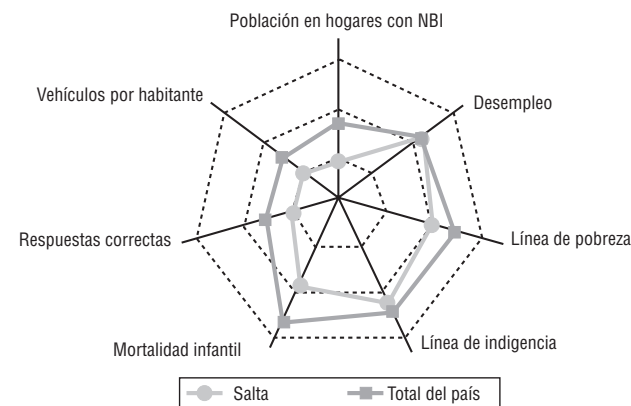 Población en hogares con NBI
Vehículos por habitante
Desempleo
Respuestas correctas
Línea de pobreza
Mortalidad infantil
Línea de indigencia
Salta
Total del país